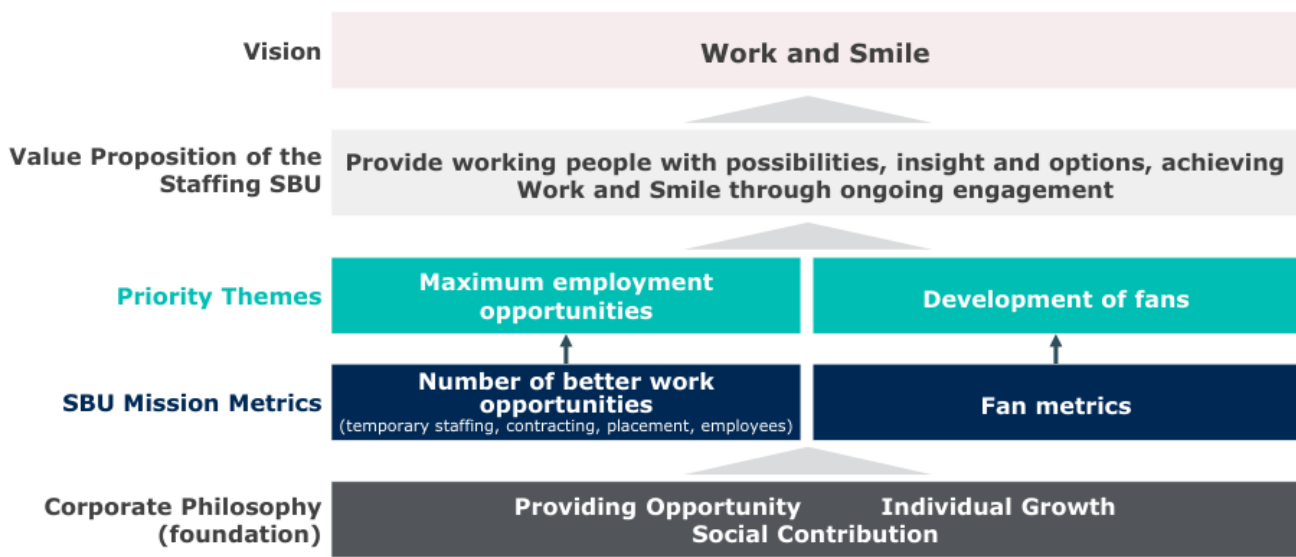 Vision
Work and Smile
Value Proposition of the
Staffing SBU
Provide working people with possibilities, insight and options, achieving
Work and Smile through ongoing engagement
Priority Themes
Maximum employment
opportunities
Development of fans
SBU Mission Metrics
Number of better work
opportunities
(temporary staffing, contracting, placement, employees)
Fan metrics
Corporate Philosophy
(foundation)
Providing Opportunity Individual Growth
Social Contribution